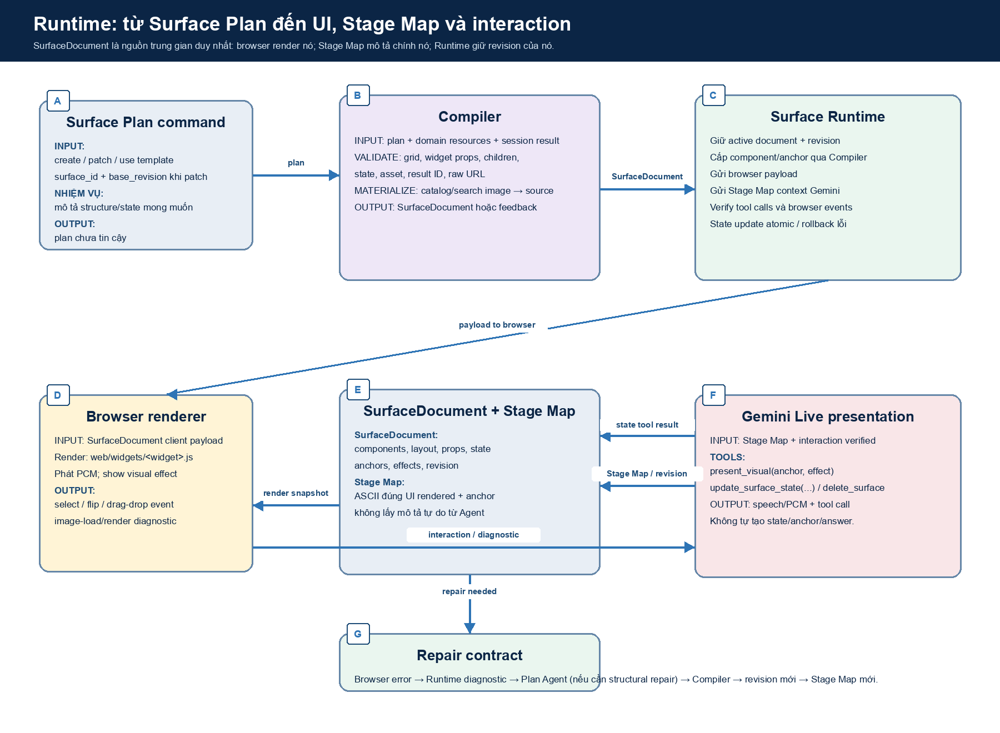 Runtime: từ Surface Plan đến UI, Stage Map và interaction
SurfaceDocument là nguồn trung gian duy nhất: browser render nó; Stage Map mô tả chính nó; Runtime giữ revision của nó.
A
Surface Plan command
INPUT:
create / patch / use template
surface_id + base_revision khi patch
NHIỆM VỤ:
mô tả structure/state mong muốn
OUTPUT:
plan chưa tin cậy
plan
B
Compiler
INPUT: plan + domain resources + session result
VALIDATE: grid, widget props, children,
state, asset, result ID, raw URL
MATERIALIZE: catalog/search image → source
OUTPUT: SurfaceDocument hoặc feedback
SurfaceDocument
C
Surface Runtime
Giữ active document + revision
Cấp component/anchor qua Compiler
Gửi browser payload
Gửi Stage Map context Gemini
Verify tool calls và browser events
State update atomic / rollback lỗi
payload to browser
D
Browser renderer
INPUT: SurfaceDocument client payload
Render: web/widgets/<widget>.js
Phát PCM; show visual effect
OUTPUT:
select / flip / drag-drop event
image-load/render diagnostic
render snapshot
E
SurfaceDocument + Stage Map
SurfaceDocument:
components, layout, props, state
anchors, effects, revision
Stage Map:
ASCII đúng UI rendered + anchor
không lấy mô tả tự do từ Agent
interaction / diagnostic
state tool result
Stage Map / revision
F
Gemini Live presentation
INPUT: Stage Map + interaction verified
TOOLS:
present_visual(anchor, effect)
update_surface_state(...) / delete_surface
OUTPUT: speech/PCM + tool call
Không tự tạo state/anchor/answer.
repair needed
G
Repair contract
Browser error → Runtime diagnostic → Plan Agent (nếu cần structural repair) → Compiler → revision mới → Stage Map mới.